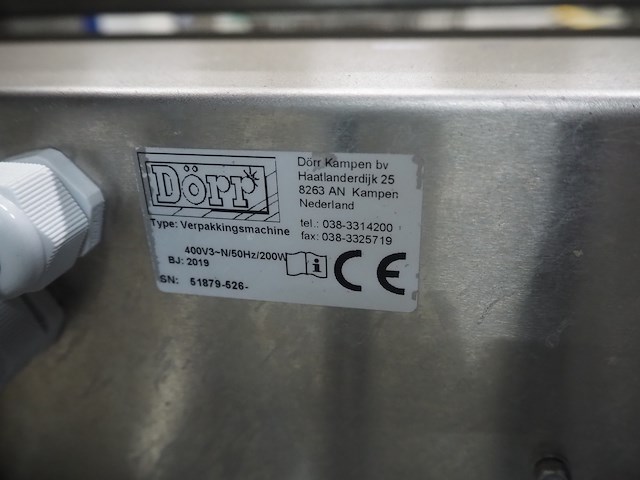 Dörr
Dörr Kampen bv
Haatlanderdijk 25
8263 AN Kampen
Nederland
tel.: 038-3314200
fax: 038-3325719
Type: Verpakkingsmachine
400V3~N/50Hz/200W
BJ: 2019
SN: 51879-526-
i
CE